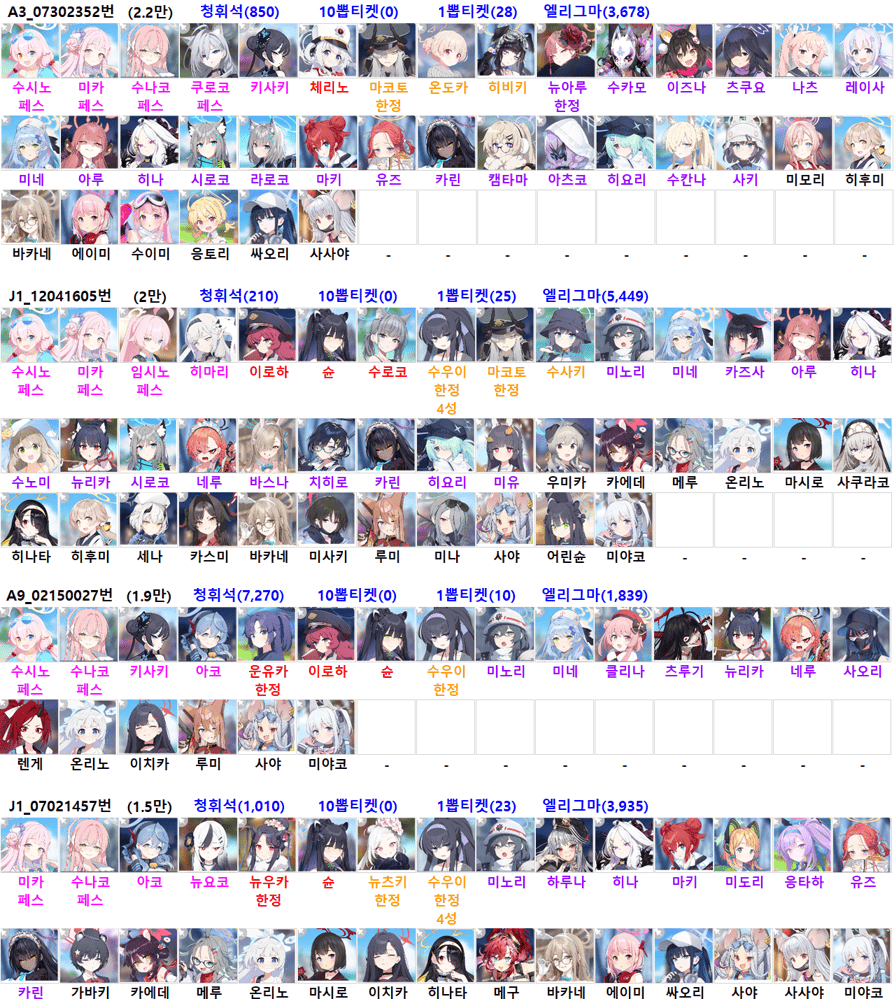 A3_07302352번 (2.2만) 청휘석(850) 10뽑티켓(0) 1뽑티켓(28) 엘리그마(3,678)
수시노 미카 수나코 쿠로코 키사키 체리노 마코토 온도카 히비키 뉴아루 수카모 이즈나 츠쿠요 나츠 레이사
페스 페스 페스 페스 한정 한정
미네 아루 히나 시로코 라로코 마키 유즈 카린 캠타마 아츠코 히요리 수칸나 사키 미모리 히후미
바카네 에이미 수이미 응토리 싸오리 사사야 - - - - - - - - -
J1_12041605번 (2만) 청휘석(210) 10뽑티켓(0) 1뽑티켓(25) 엘리그마(5,449)
수시노 미카 임시노 히마리 이로하 슌 수로코 수우이 마코토 수사키 미노리 미네 카즈사 아루 히나
페스 페스 페스 한정 한정
4성
수노미 뉴리카 시로코 네루 바스나 치히로 카린 히요리 미유 우미카 카에데 메루 온리노 마시로 사쿠라코
히나타 히후미 세나 카스미 바카네 미사키 루미 미나 사야 어린슌 미야코 - - - -
A9_02150027번 (1.9만) 청휘석(7,270) 10뽑티켓(0) 1뽑티켓(10) 엘리그마(1,839)
수시노 수나코 키사키 아코 운유카 이로하 슌 수우이 미노리 미네 클리나 츠루기 뉴리카 네루 사오리
페스 페스 한정 한정
렌게 온리노 이치카 루미 사야 미야코 - - - - - - - - -
J1_07021457번 (1.5만) 청휘석(1,010) 10뽑티켓(0) 1뽑티켓(23) 엘리그마(3,935)
미카 수나코 아코 뉴요코 뉴우카 슌 뉴츠키 수우이 미노리 하루나 히나 마키 미도리 응타하 유즈
페스 페스 한정 한정 한정
4성
카린 가바키 카에데 메루 온리노 마시로 이치카 히나타 메구 바카네 에이미 싸오리 사야 사사야 미야코